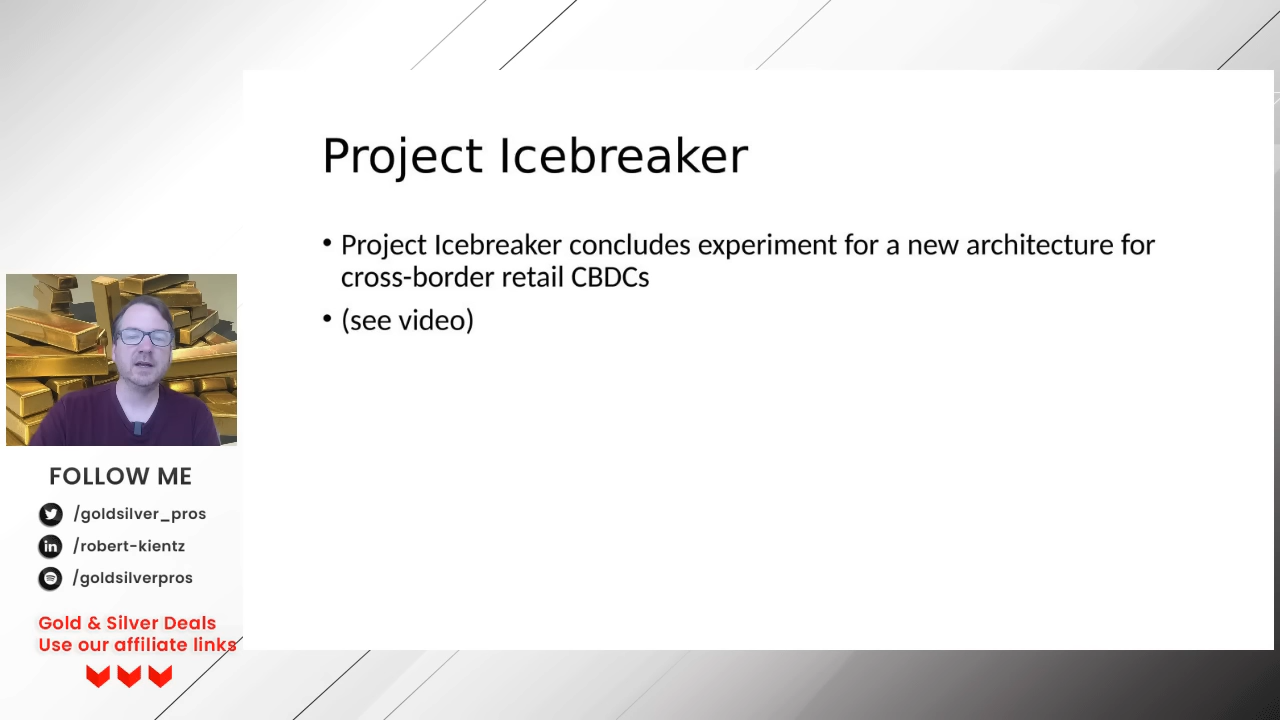 Project Icebreaker
• Project Icebreaker concludes experiment for a new architecture for
cross-border retail CBDCs
• (see video)
FOLLOW ME
/goldsilver_pros
/robert-kientz
/goldsilverpros
Gold & Silver Deals
Use our affiliate links